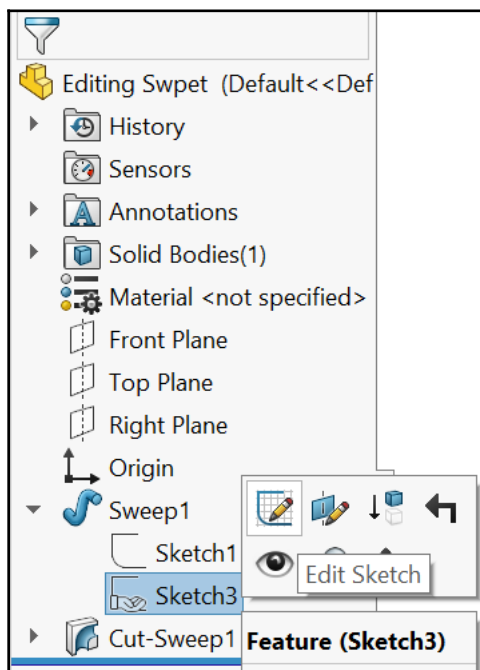 Editing Swpet (Default<<Def
History
Sensors
Annotations
Solid Bodies(1)
Material <not specified>
Front Plane
Top Plane
Right Plane
Origin
Sweep1
Sketch1
Edit Sketch
Sketch3
Cut-Sweep1
Feature (Sketch3)